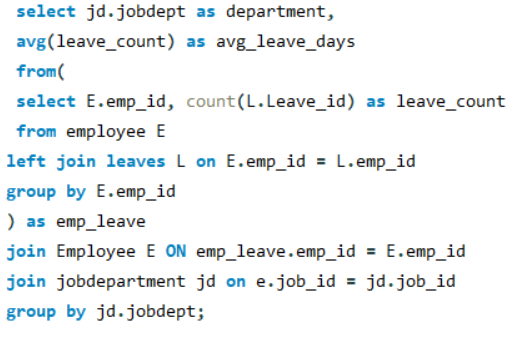 select jd.jobdept as department,
avg(leave_count) as avg_leave_days
from(
select E.emp_id, count(L.Leave_id) as leave_count
from employee E
left join leaves L on E.emp_id = L.emp_id
group by E.emp_id
) as emp_leave
join Employee E ON emp_leave.emp_id = E.emp_id
join jobdepartment jd on e.job_id = jd.job_id
group by jd.jobdept;